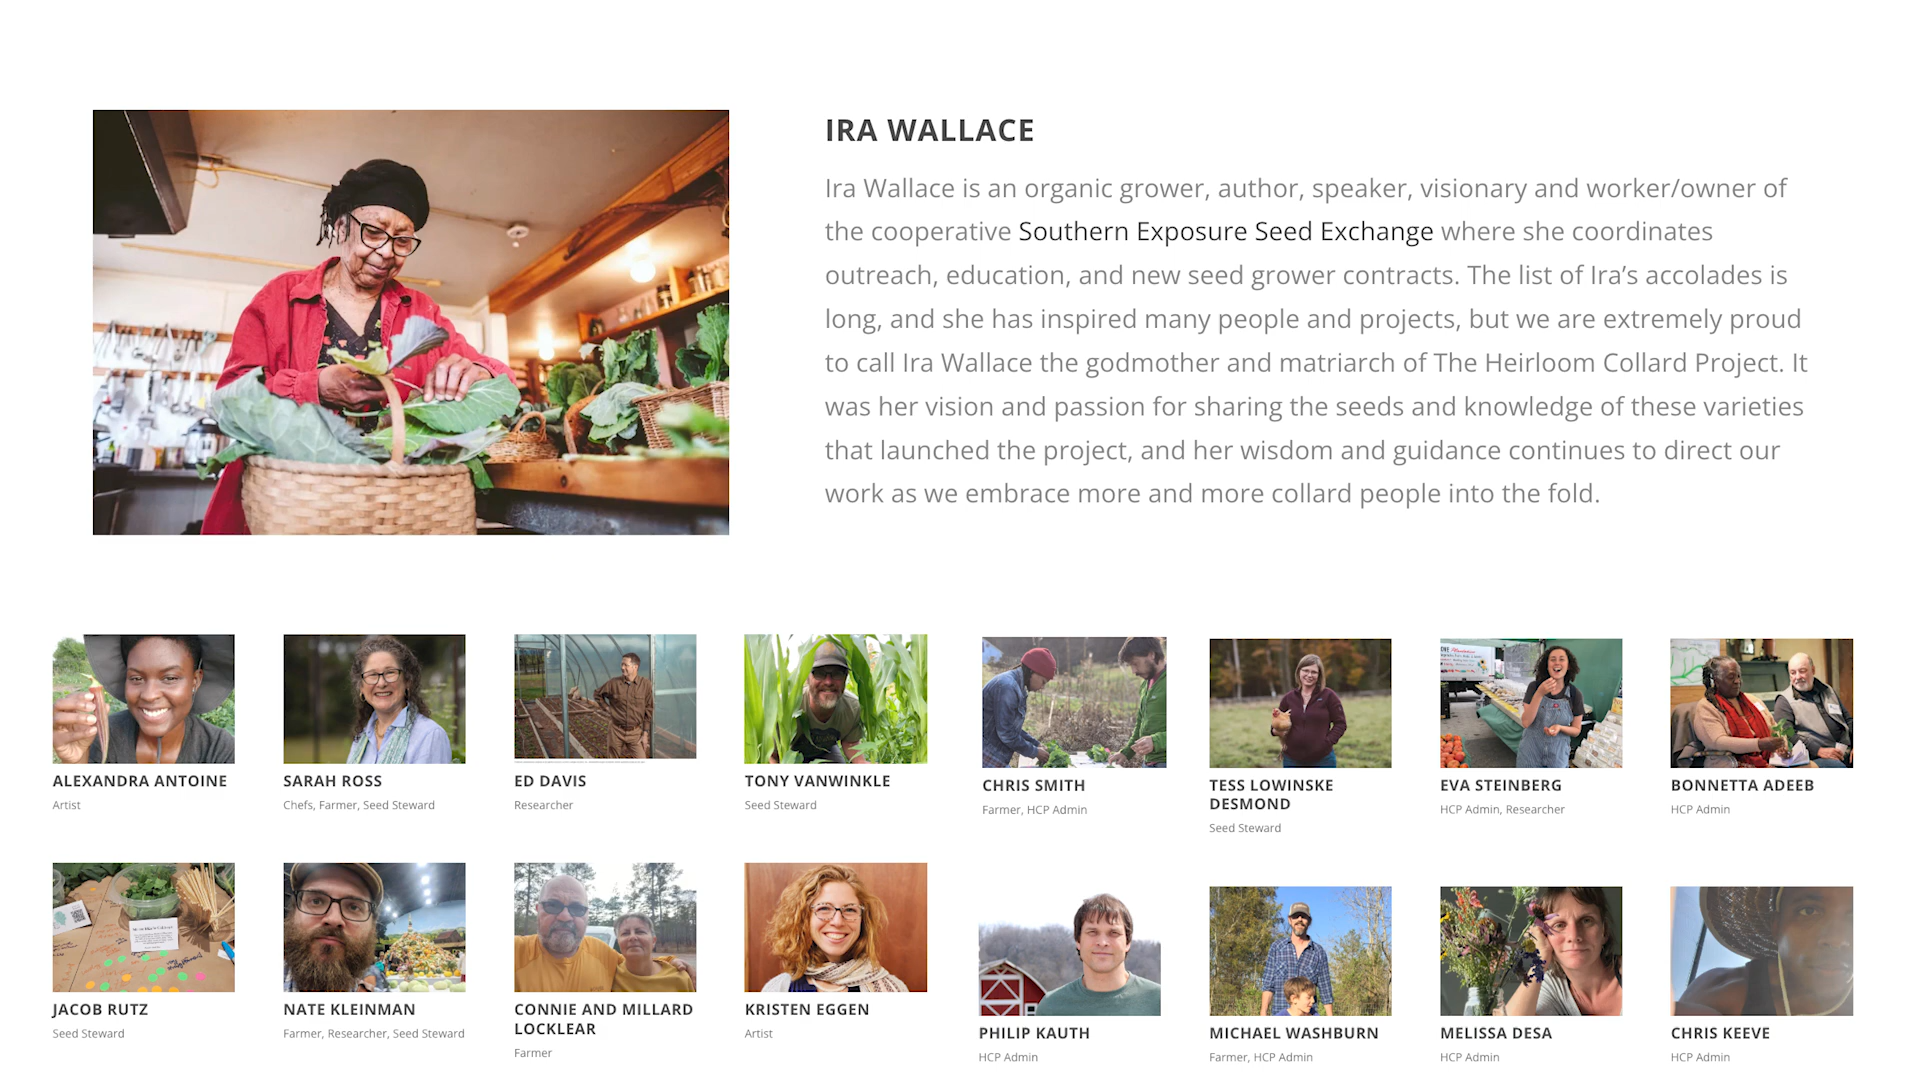 IRA WALLACE
Ira Wallace is an organic grower, author, speaker, visionary and worker/owner of
the cooperative Southern Exposure Seed Exchange where she coordinates
outreach, education, and new seed grower contracts. The list of Ira’s accolades is
long, and she has inspired many people and projects, but we are extremely proud
to call Ira Wallace the godmother and matriarch of The Heirloom Collard Project. It
was her vision and passion for sharing the seeds and knowledge of these varieties
that launched the project, and her wisdom and guidance continues to direct our
work as we embrace more and more collard people into the fold.
ALEXANDRA ANTOINE
Artist
SARAH ROSS
Chefs, Farmer, Seed Steward
ED DAVIS
Researcher
TONY VANWINKLE
Seed Steward
CHRIS SMITH
Farmer, HCP Admin
TESS LOWINSKE
DESMOND
Seed Steward
EVA STEINBERG
HCP Admin, Researcher
BONNETTA ADEEB
HCP Admin
JACOB RUTZ
Seed Steward
NATE KLEINMAN
Farmer, Researcher, Seed Steward
CONNIE AND MILLARD
LOCKLEAR
Farmer
KRISTEN EGGEN
Artist
PHILIP KAUTH
HCP Admin
MICHAEL WASHBURN
Farmer, HCP Admin
MELISSA DESA
HCP Admin
CHRIS KEEVE
HCP Admin